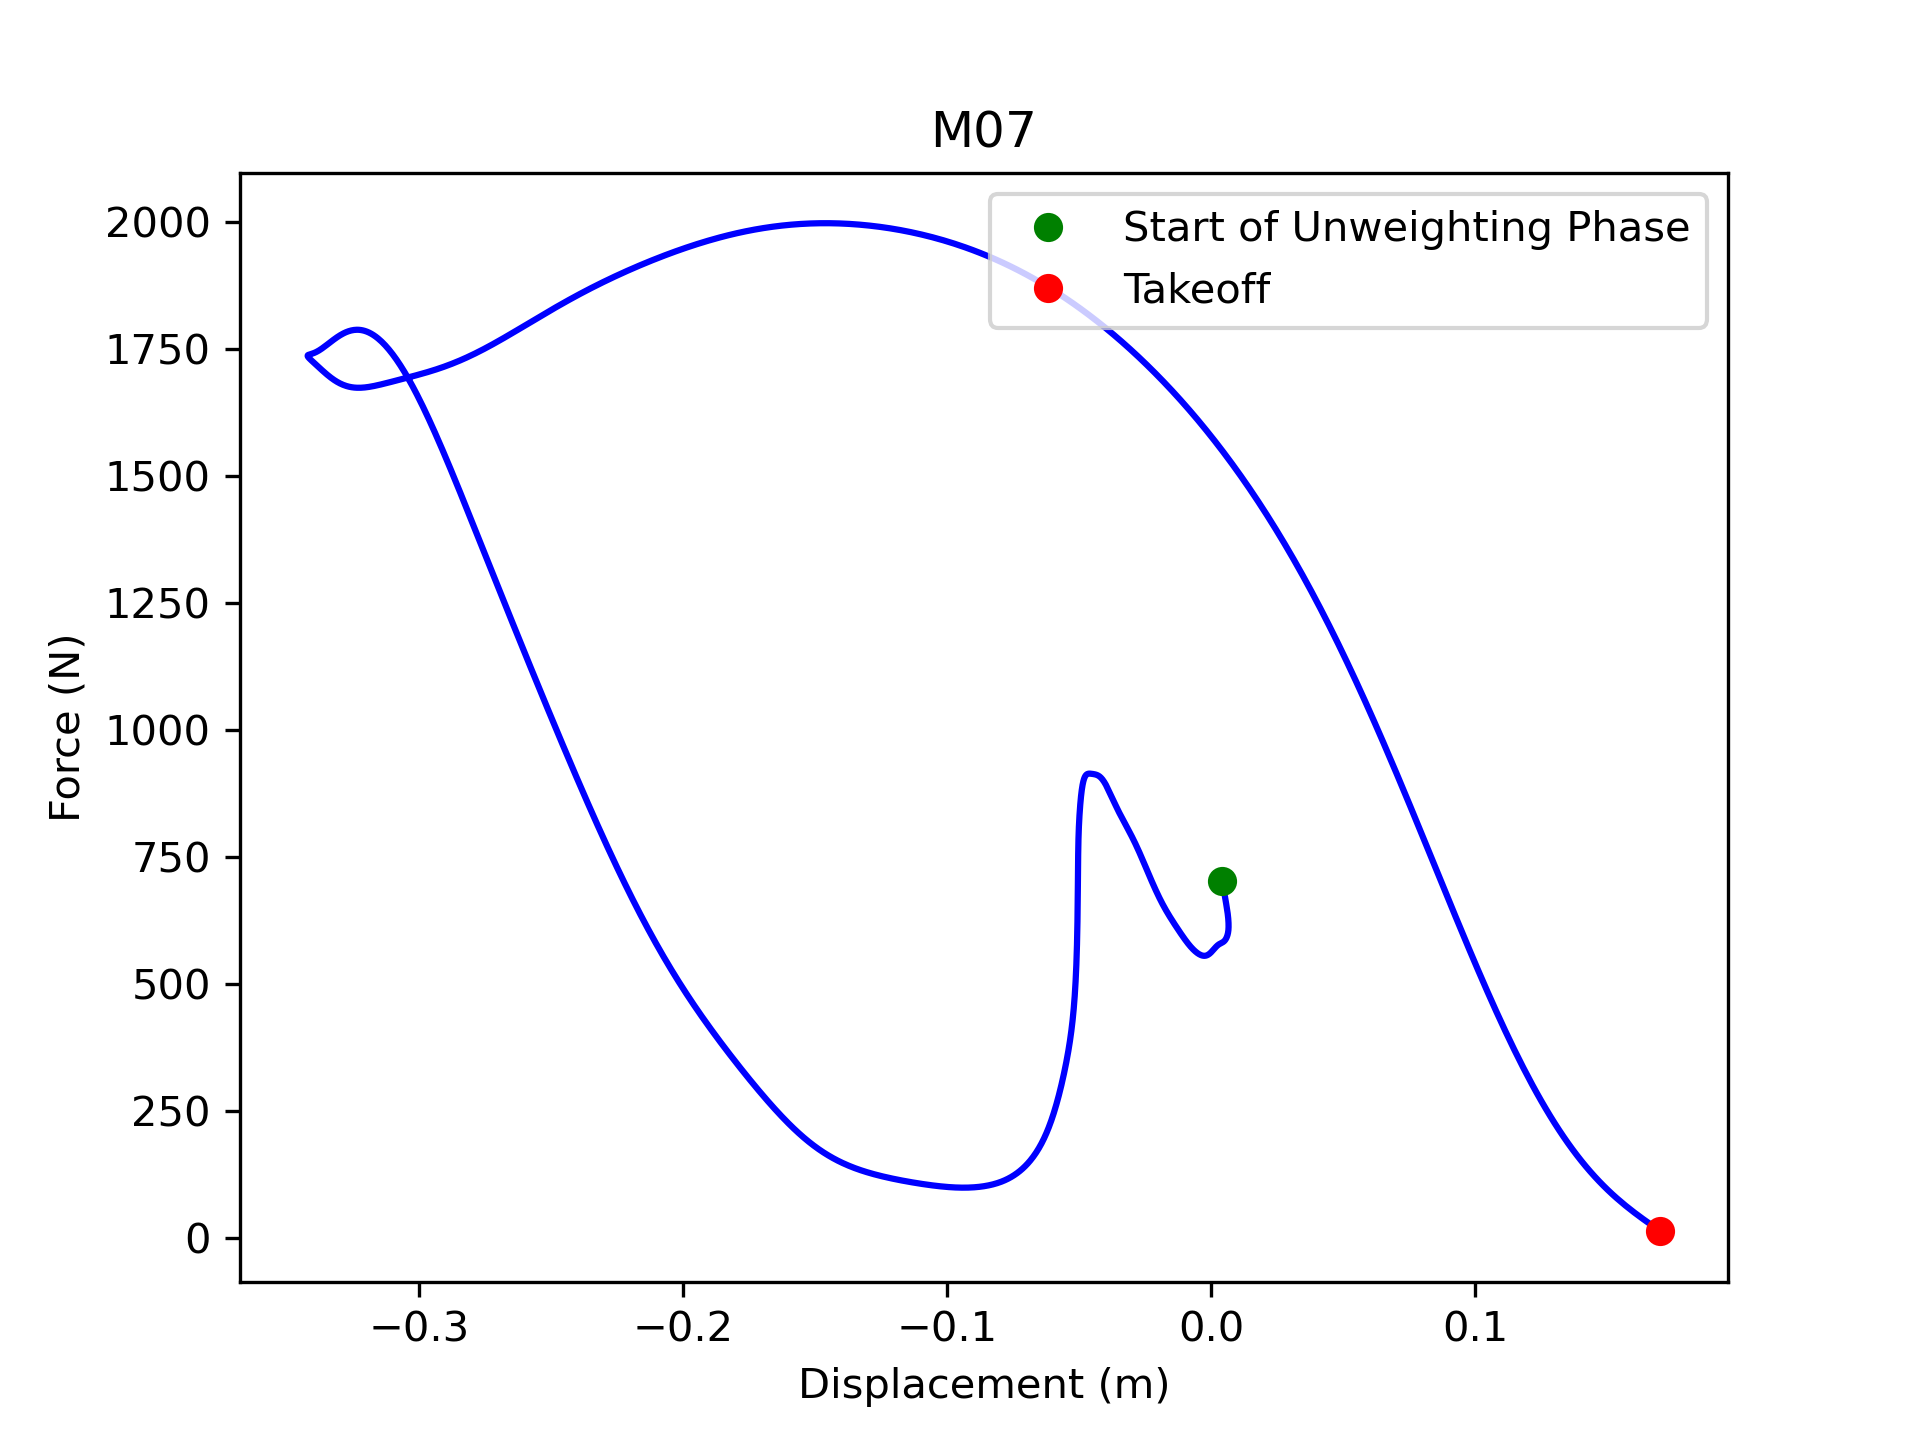 M07
Start of Unweighting Phase
Takeoff
2000
1750
1500
1250
1000
750
500
250
0
Force (N)
−0.3 −0.2 −0.1 0.0 0.1
Displacement (m)